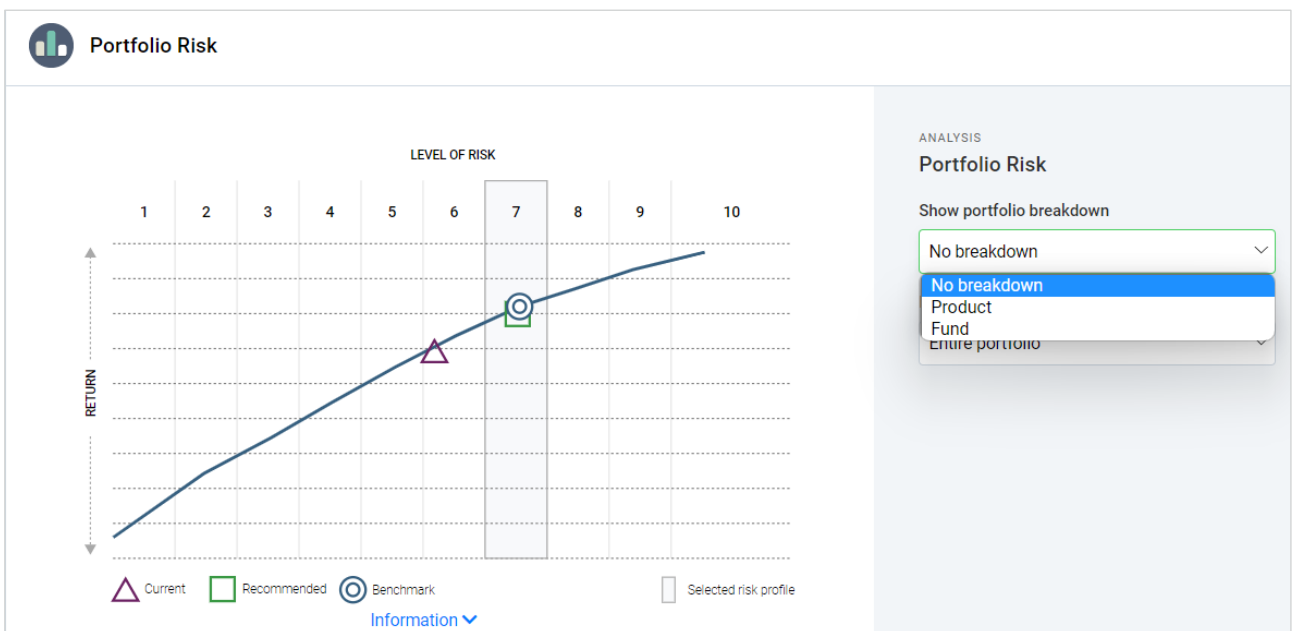 Portfolio Risk
LEVEL OF RISK
1 2 3 4 5 6 7 8 9 10
RETURN
Current Recommended Benchmark Selected risk profile
Information
ANALYSIS
Portfolio Risk
Show portfolio breakdown
No breakdown
No breakdown
Product
Fund
Entire portfolio